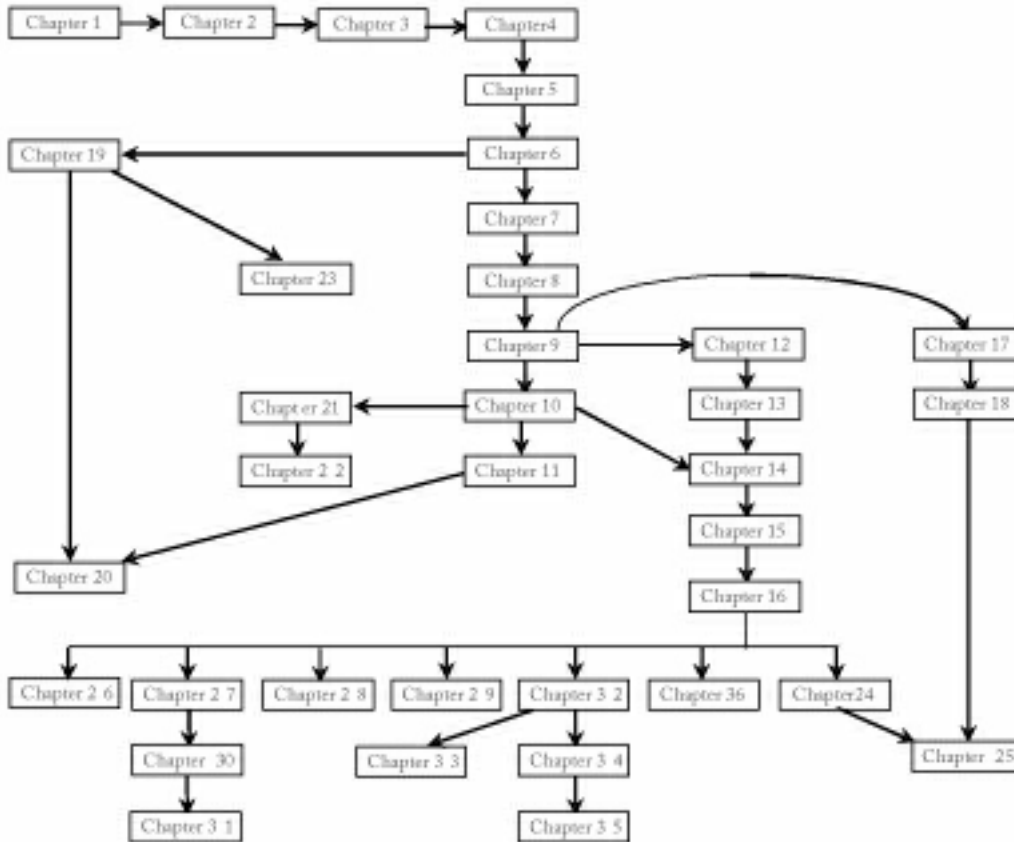 Chapter 1 Chapter 2 Chapter 3 Chapter4
Chapter 5
Chapter 19 Chapter 6
Chapter 7
Chapter 23 Chapter 8
Chapter 9 Chapter 12 Chapter 17
Chapter 21 Chapter 10 Chapter 13 Chapter 18
Chapter 2 2 Chapter 11 Chapter 14
Chapter 15
Chapter 20
Chapter 16
Chapter 2 6 Chapter 2 7 Chapter 2 8 Chapter 2 9 Chapter 3 2 Chapter 36 Chapter24
Chapter 30 Chapter 3 3 Chapter 3 4 Chapter 25
Chapter 3 1 Chapter 3 5